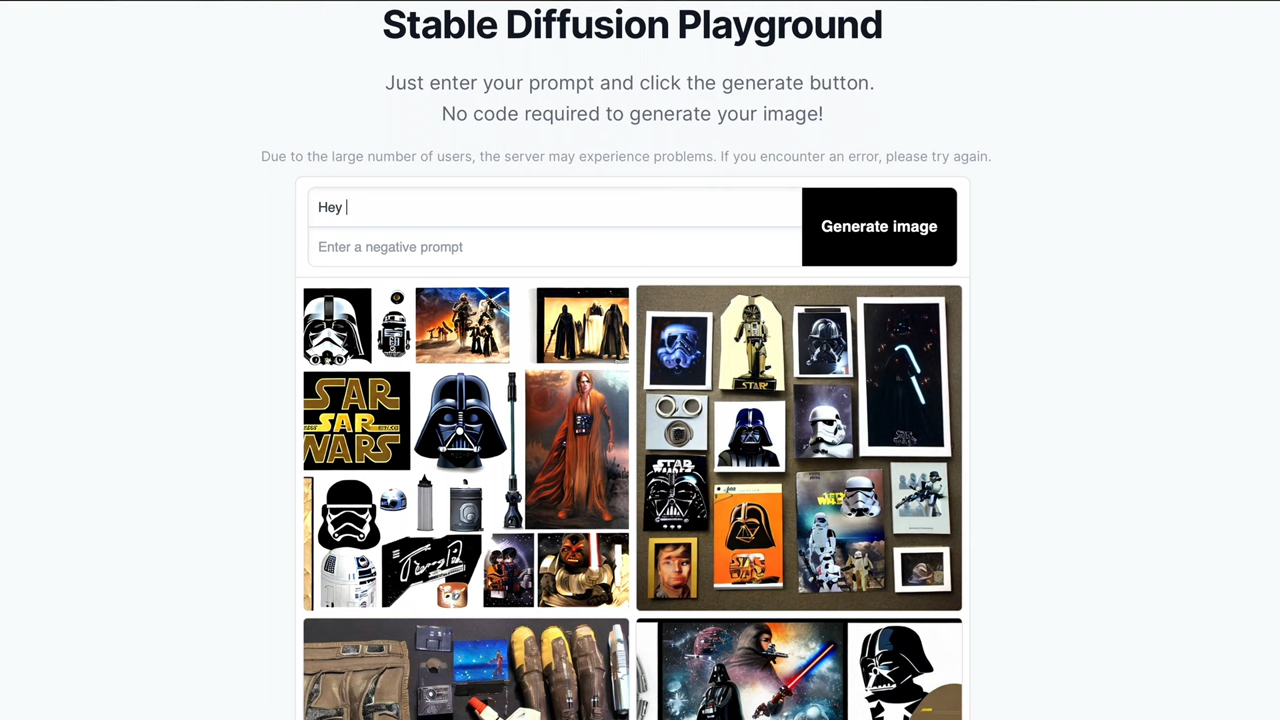 Stable Diffusion Playground
Just enter your prompt and click the generate button.
No code required to generate your image!
Due to the large number of users, the server may experience problems. If you encounter an error, please try again.
Hey
Generate image
Enter a negative prompt
SAR
SAR
WARS
STAR
STAR